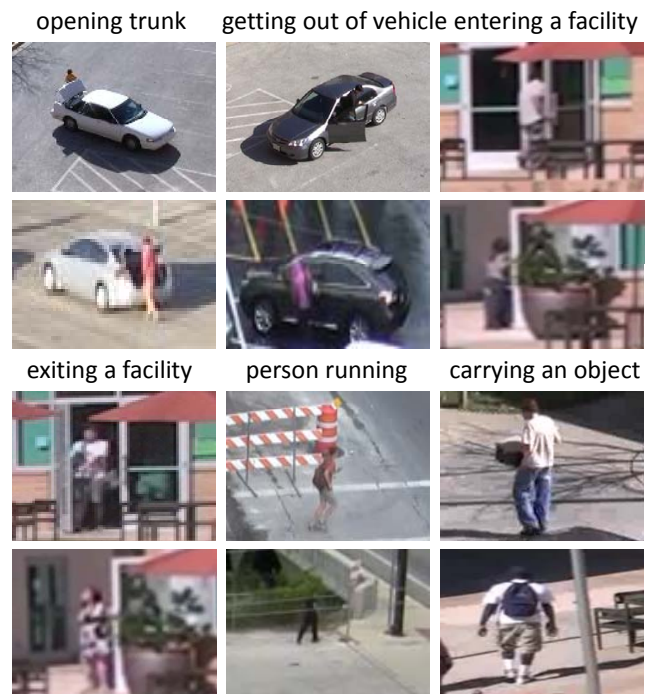 opening trunk
getting out of vehicle
entering a facility
exiting a facility
person running
carrying an object